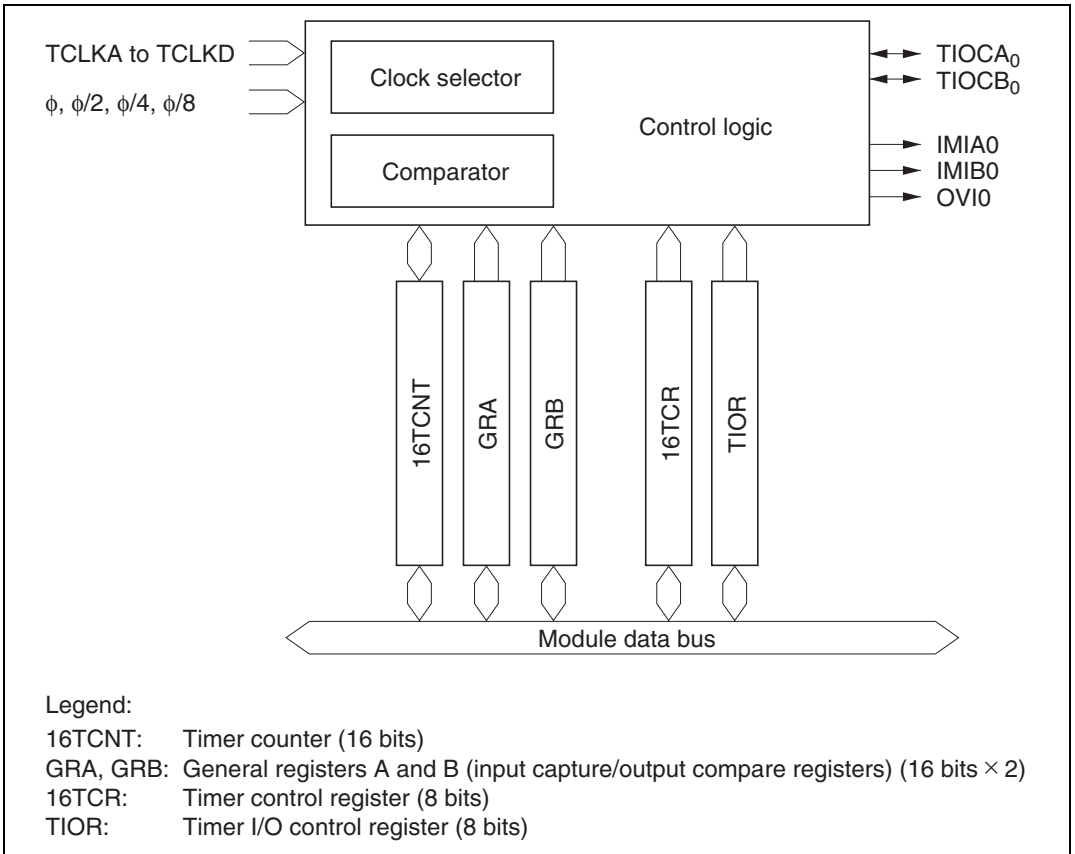 TCLKA to TCLKD
ϕ, ϕ/2, ϕ/4, ϕ/8
Clock selector
Comparator
Control logic
TIOCA₀
TIOCB₀
IMIA0
IMIB0
OVI0
16TCNT
GRA
GRB
16TCR
TIOR
Module data bus
Legend:
16TCNT: Timer counter (16 bits)
GRA, GRB: General registers A and B (input capture/output compare registers) (16 bits × 2)
16TCR: Timer control register (8 bits)
TIOR: Timer I/O control register (8 bits)